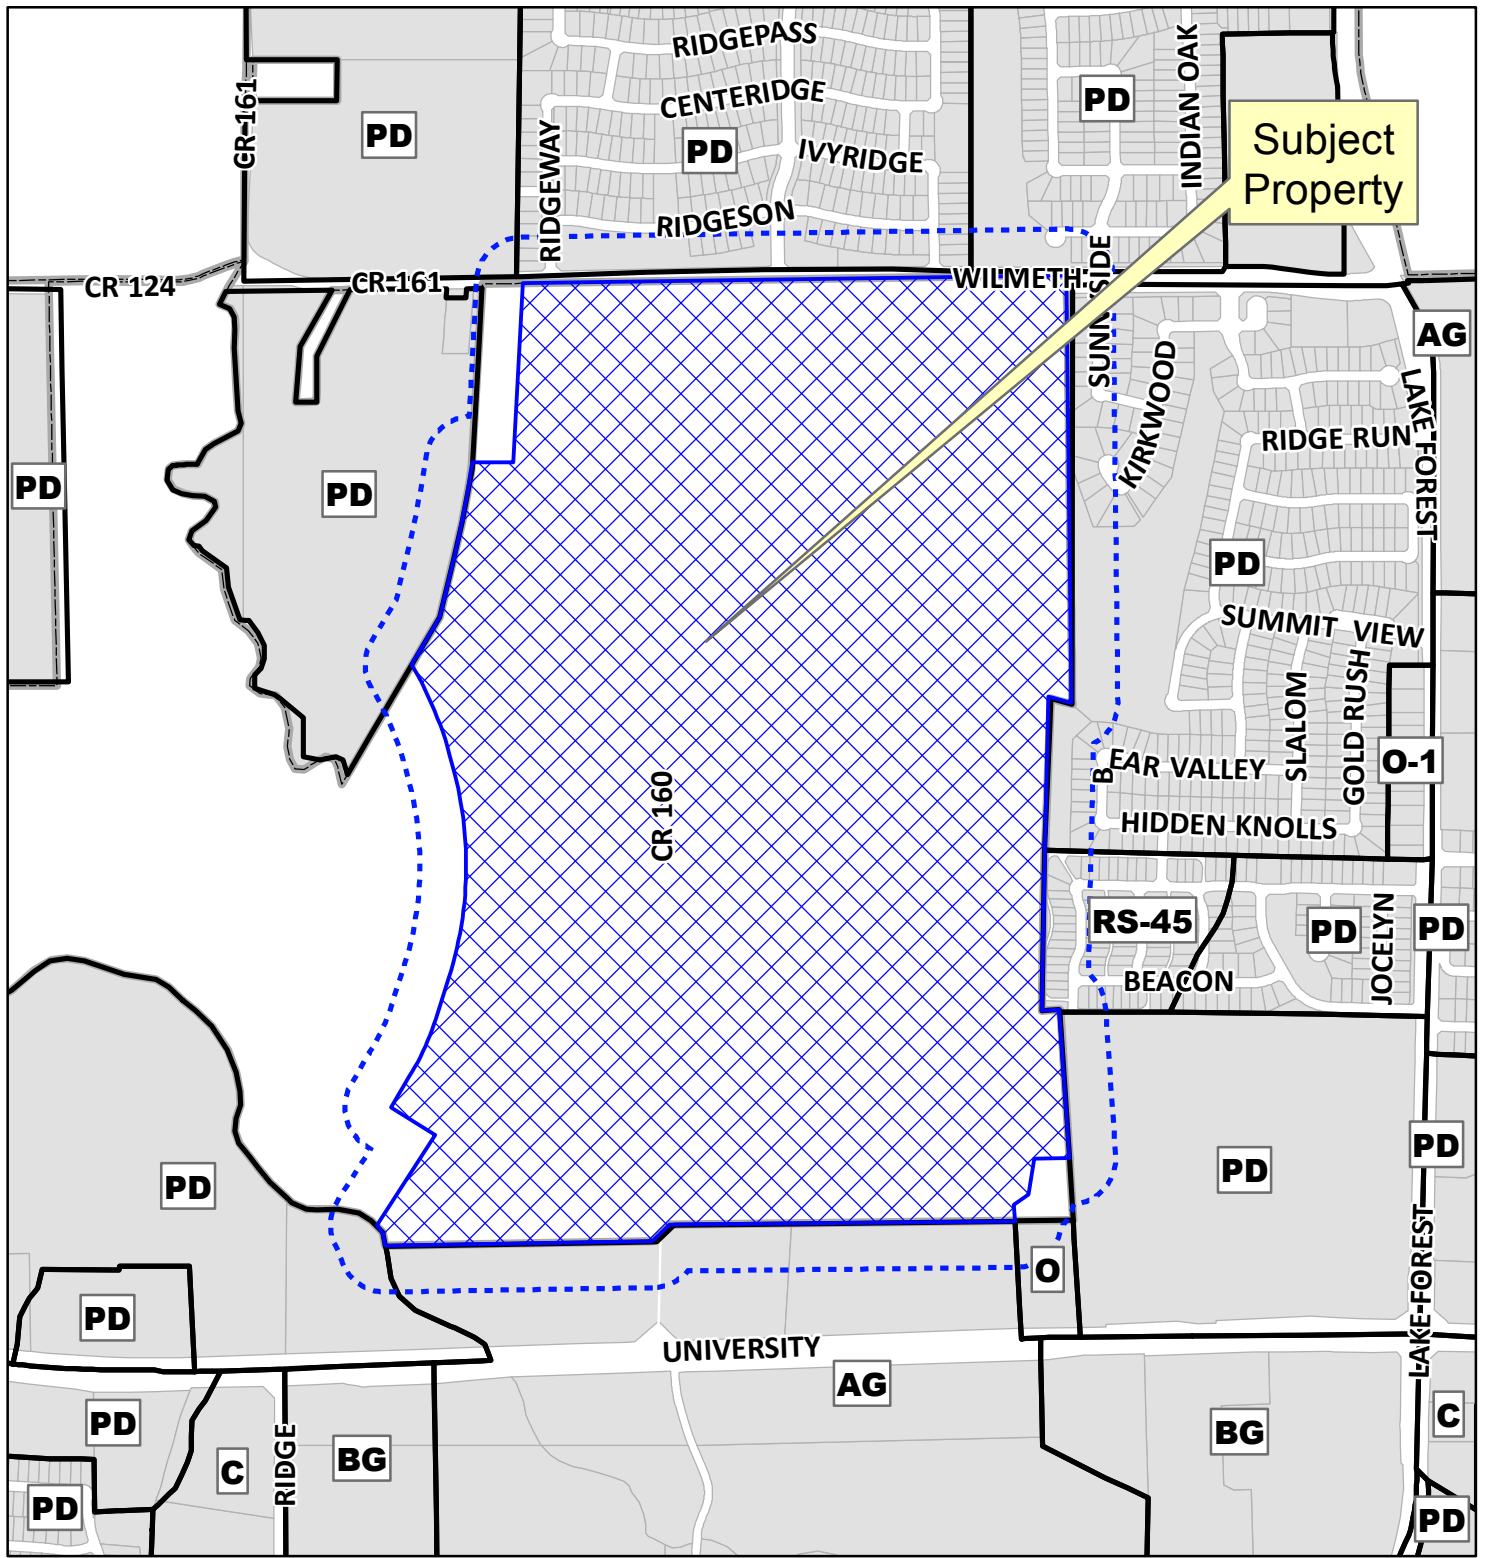 RIDGEPASS
INDIAN OAK
CR 161
CENTERIDGE
PD
PD
PD
IVYRIDGE
RIDGEWAY
Subject
Property
RIDGESON
SUNNYSIDE
CR 124
CR 161
WILMETH
AG
KIRKWOOD
LAKE FOREST
RIDGE RUN
PD
PD
PD
SUMMIT VIEW
GOLD RUSH
SLALOM
O-1
BEAR VALLEY
CR 160
HIDDEN KNOLLS
RS-45
PD
PD
JOCELYN
BEACON
PD
PD
PD
O
PD
LAKE FOREST
UNIVERSITY
AG
PD
C
BG
RIDGE
C
BG
PD
PD